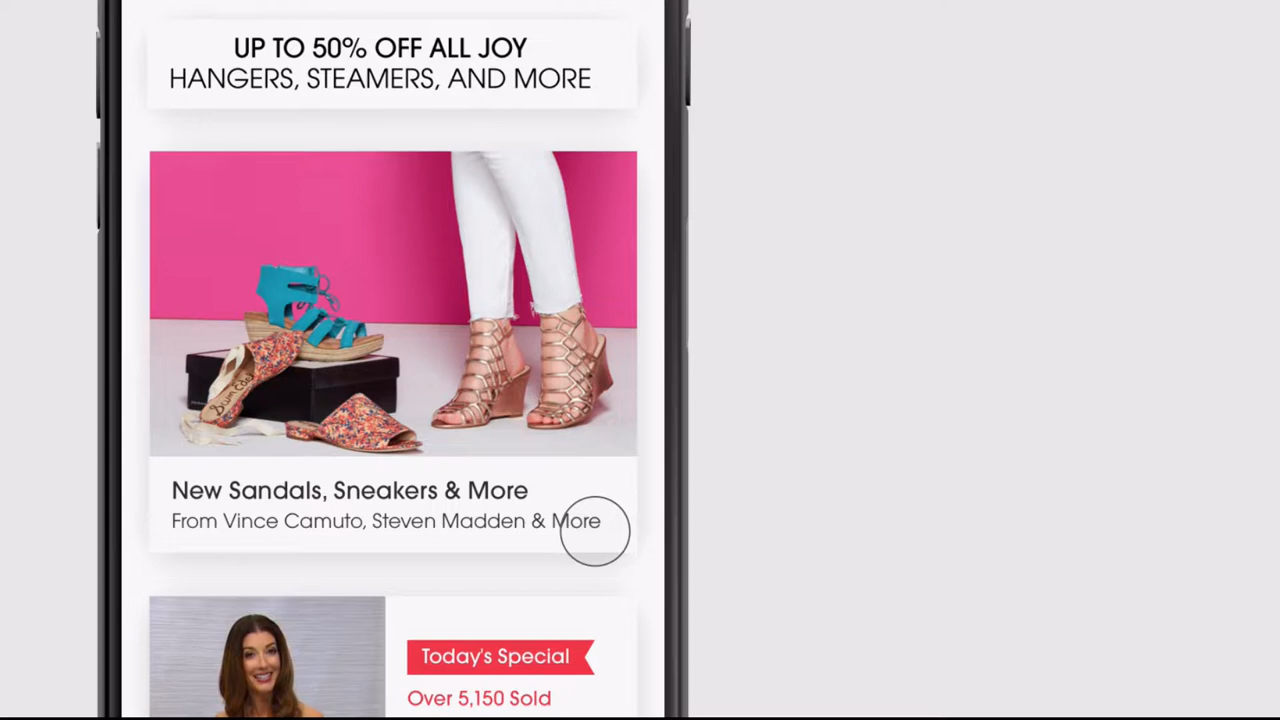 UP TO 50% OFF ALL JOY
HANGERS, STEAMERS, AND MORE
New Sandals, Sneakers & More
From Vince Camuto, Steven Madden & More
Today's Special
Over 5,150 Sold